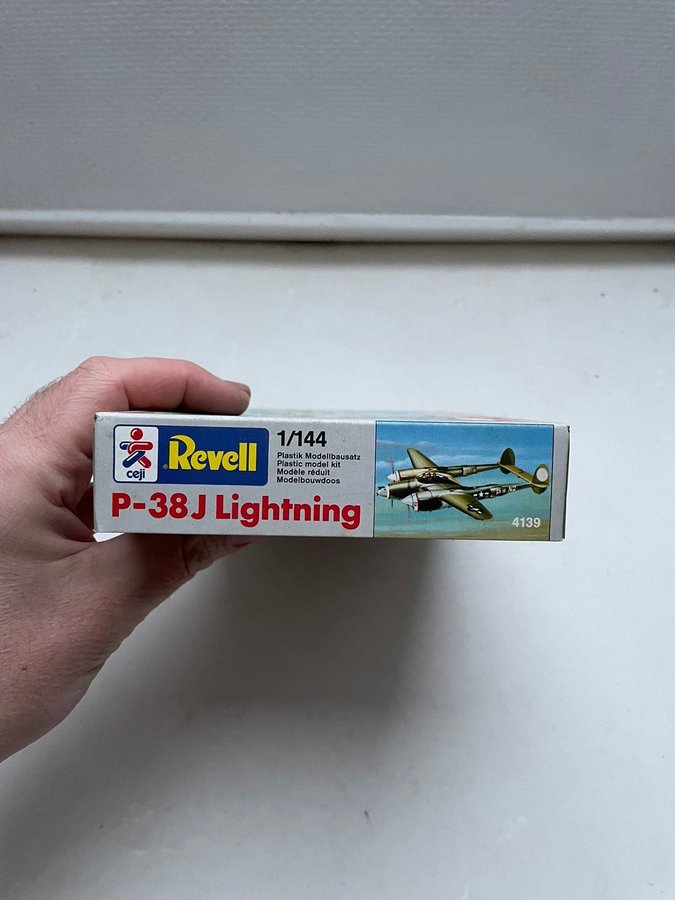 ceji
Revell
1/144
Plastik Modellbausatz
Plastic model kit
Modèle réduit
Modelbouwdoos
P-38J Lightning
4139